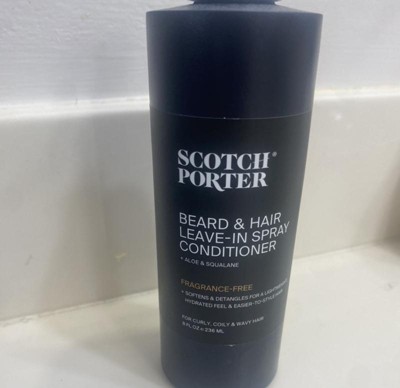 SCOTCH®
PORTER
BEARD & HAIR
LEAVE-IN SPRAY
CONDITIONER
• ALOE & SQUALANE
FRAGRANCE-FREE
• SOFTENS & DETANGLES FOR A LIGHTWEIGHT
HYDRATED FEEL & EASIER-TO-STYLE HAIR
FOR CURLY, COILY & WAVY HAIR
8 FL OZ ± 236 ML